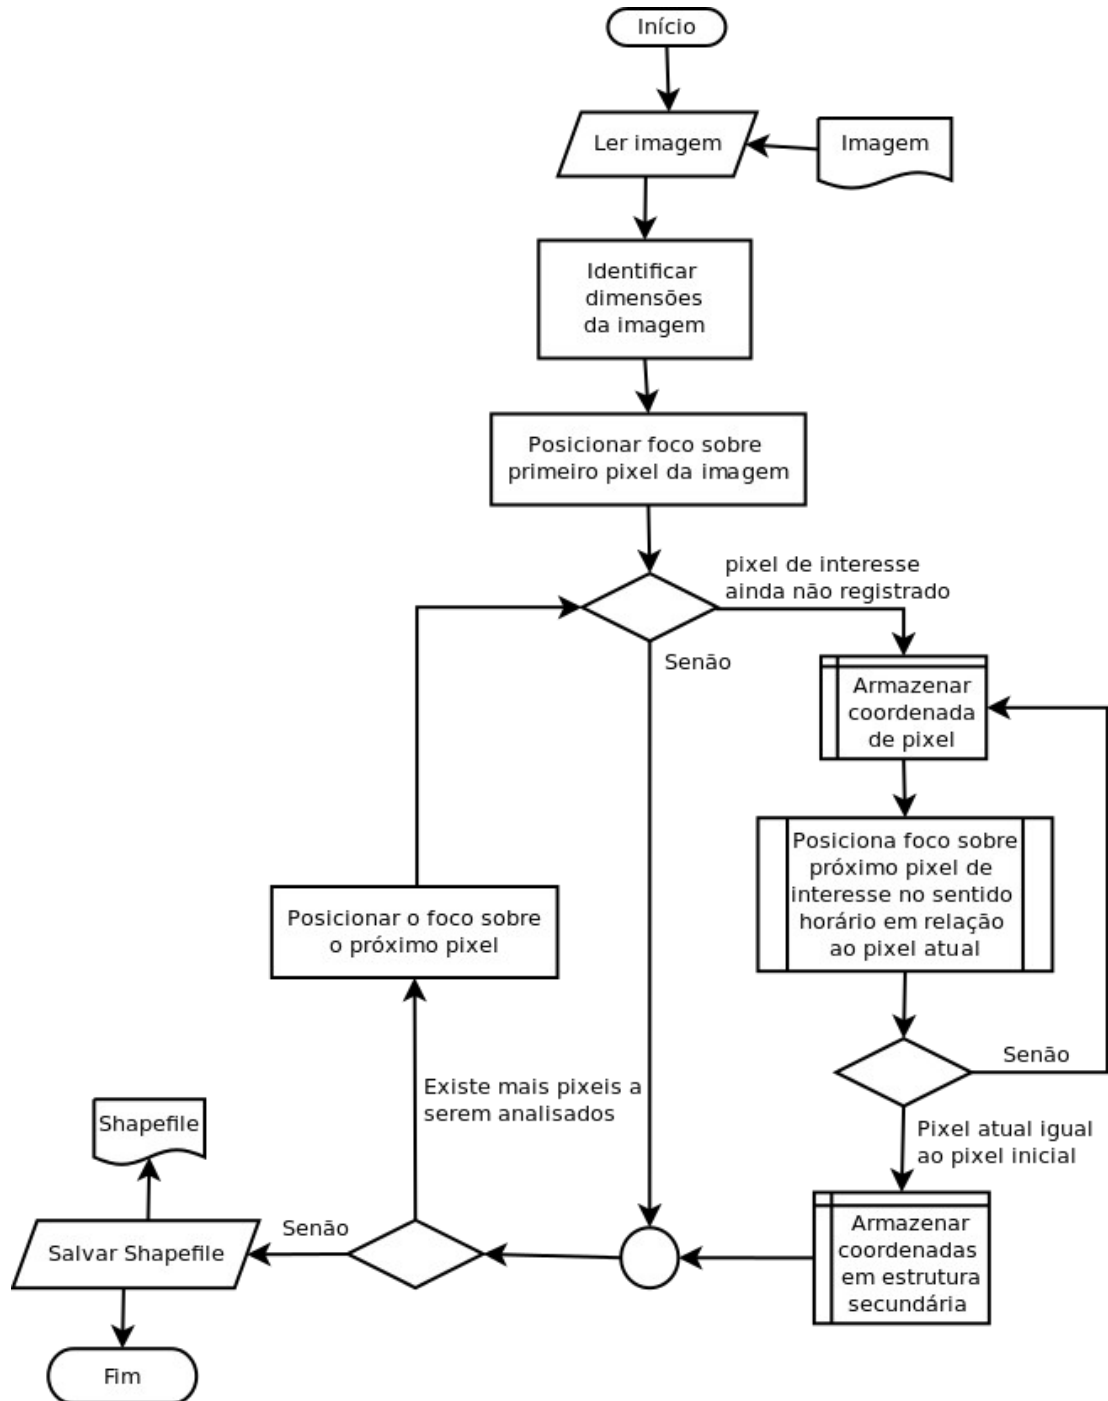 Início
Ler imagem
Imagem
Identificar
dimensões
da imagem
Posicionar foco sobre
primeiro pixel da imagem
pixel de interesse
ainda não registrado
Senão
Armazenar
coordenada
de pixel
Posiciona foco sobre
próximo pixel de
interesse no sentido
horário em relação
ao pixel atual
Posicionar o foco sobre
o próximo pixel
Senão
Existe mais pixeis a
serem analisados
Pixel atual igual
ao pixel inicial
Shapefile
Armazenar
coordenadas
em estrutura
secundária
Senão
Salvar Shapefile
Fim